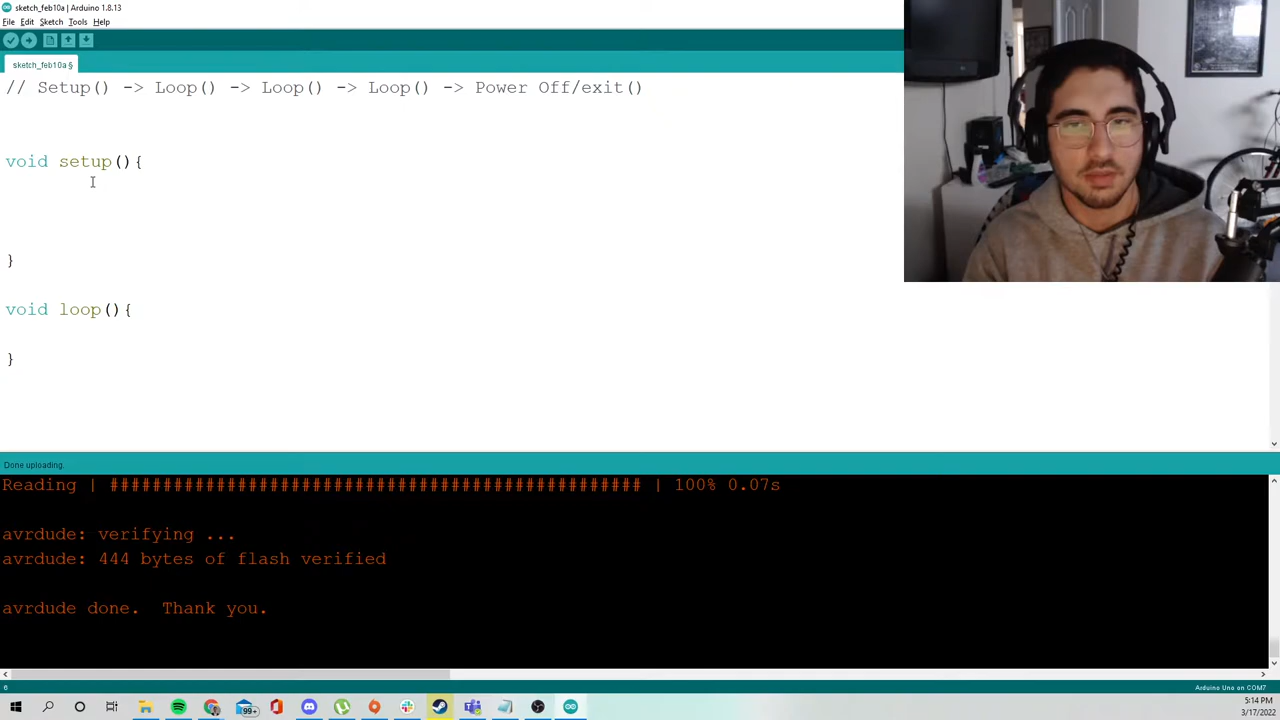 sketch_feb10a | Arduino 1.8.13
File Edit Sketch Tools Help
sketch_feb10a §
// Setup() -> Loop() -> Loop() -> Loop() -> Power Off/exit()
void setup(){
}
void loop(){
}
Done uploading.
Reading | ################################################## | 100% 0.07s
avrdude: verifying ...
avrdude: 444 bytes of flash verified
avrdude done.  Thank you.
6
Arduino Uno on COM7
99+
5:14 PM
3/17/2022